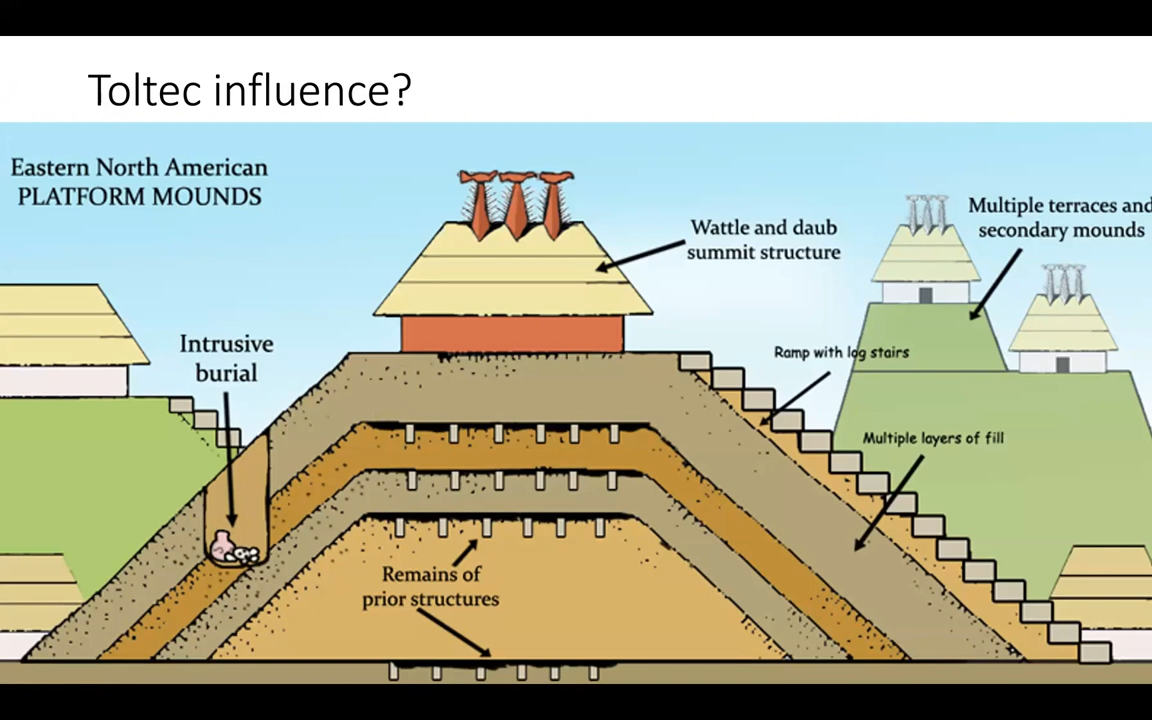 Toltec influence?
Eastern North American
PLATFORM MOUNDS
Wattle and daub
summit structure
Multiple terraces and
secondary mounds
Intrusive
burial
Ramp with log stairs
Multiple layers of fill
Remains of
prior structures